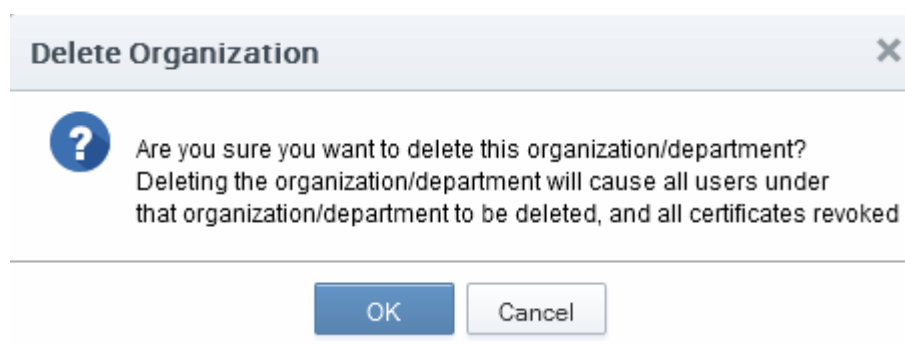 Delete Organization
Are you sure you want to delete this organization/department?
Deleting the organization/department will cause all users under
that organization/department to be deleted, and all certificates revoked
OK
Cancel